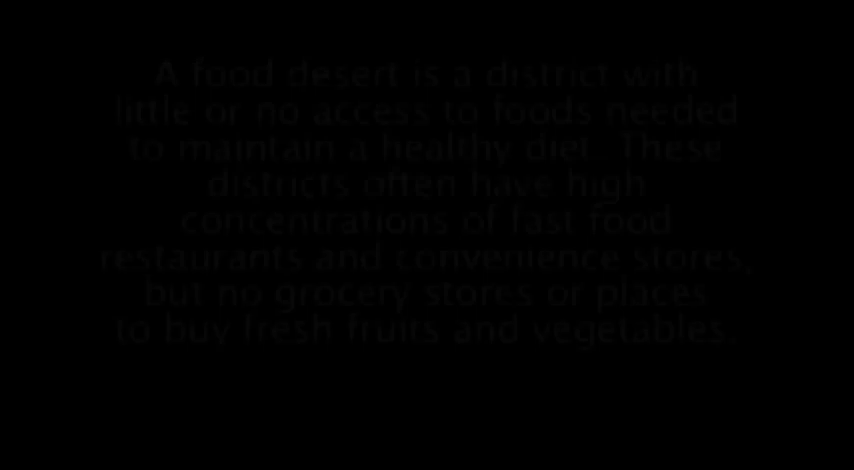 A food desert is a district with
little or no access to foods needed
to maintain a healthy diet. These
districts often have high
concentrations of fast food
restaurants and convenience stores,
but no grocery stores or places
to buy fresh fruits and vegetables.